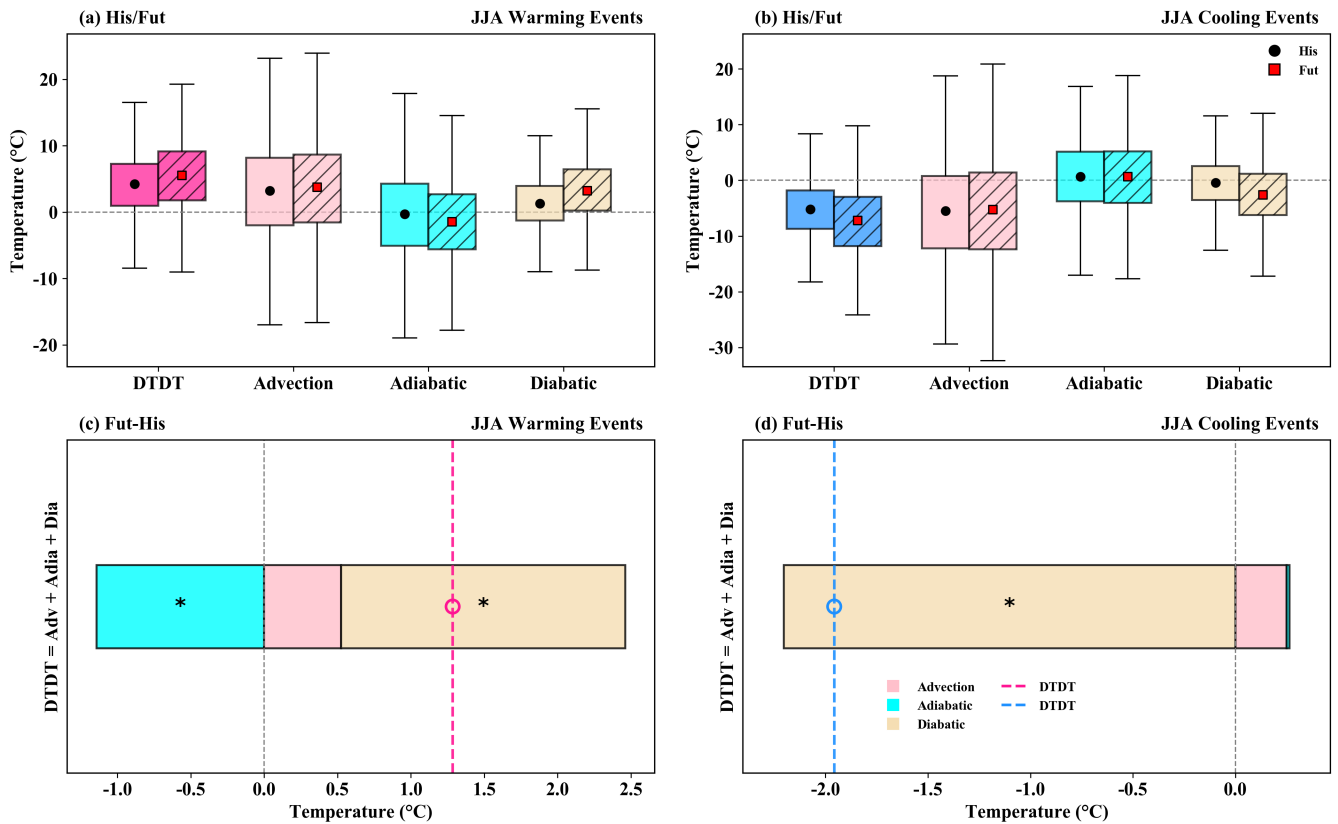 (a) His/Fut
JJA Warming Events
Temperature (°C)
20
10
0
-10
-20
DTDT
Advection
Adiabatic
Diabatic
(b) His/Fut
JJA Cooling Events
Temperature (°C)
20
10
0
-10
-20
-30
His
Fut
DTDT
Advection
Adiabatic
Diabatic
(c) Fut-His
JJA Warming Events
DTDT = Adv + Adia + Dia
*
*
-1.0
-0.5
0.0
0.5
1.0
1.5
2.0
2.5
Temperature (°C)
(d) Fut-His
JJA Cooling Events
DTDT = Adv + Adia + Dia
*
Advection
Adiabatic
Diabatic
DTDT
DTDT
-2.0
-1.5
-1.0
-0.5
0.0
Temperature (°C)